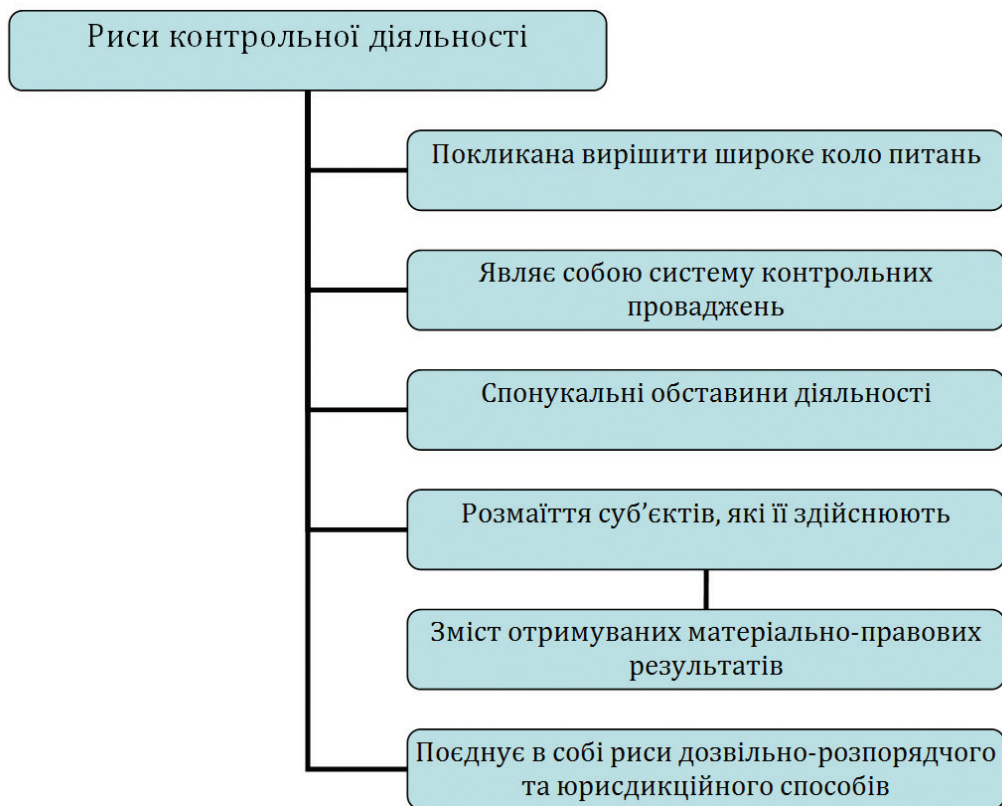 Риси контрольної діяльності
Покликана вирішити широке коло питань
Являє собою систему контрольних
проваджень
Спонукальні обставини діяльності
Розмаїття суб’єктів, які її здійснюють
Зміст отримуваних матеріально-правових
результатів
Поєднує в собі риси дозвільно-розпорядчого
та юрисдикційного способів